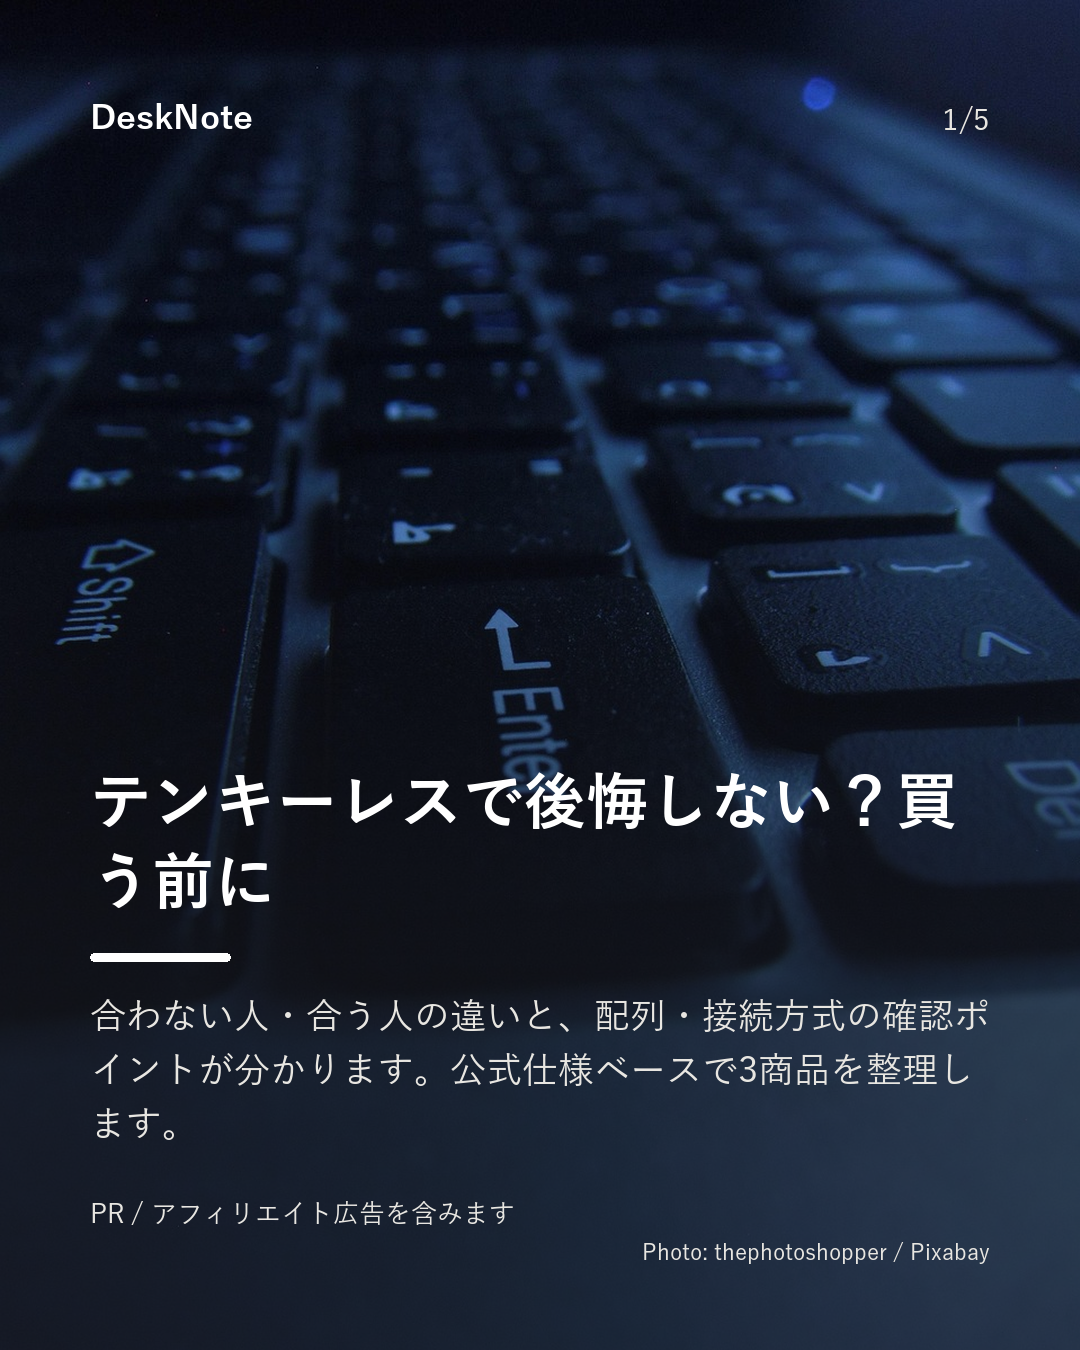 DeskNote
1/5
Shift
Enter
Del
テンキーレスで後悔しない？買
う前に
合わない人・合う人の違いと、配列・接続方式の確認ポ
イントが分かります。公式仕様ベースで3商品を整理し
ます。
PR / アフィリエイト広告を含みます
Photo: thephotoshopper / Pixabay